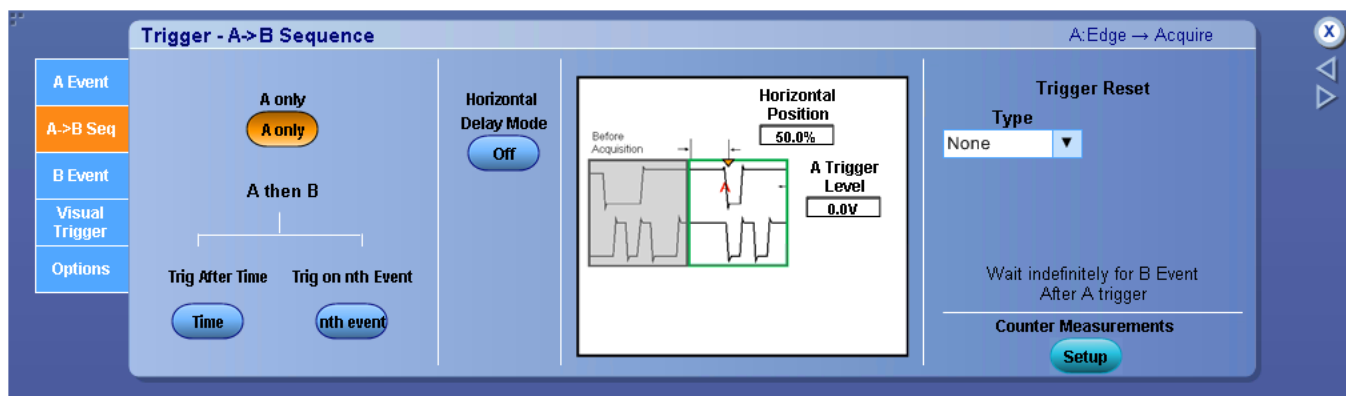 Trigger - A->B Sequence
A:Edge → Acquire
X
A Event
A->B Seq
B Event
Visual
Trigger
Options
A only
A only
A then B
Trig After Time
Trig on nth Event
Time
nth event
Horizontal
Delay Mode
Off
Before
Acquisition
A
Horizontal
Position
50.0%
A Trigger
Level
0.0V
Trigger Reset
Type
None
Wait indefinitely for B Event
After A trigger
Counter Measurements
Setup